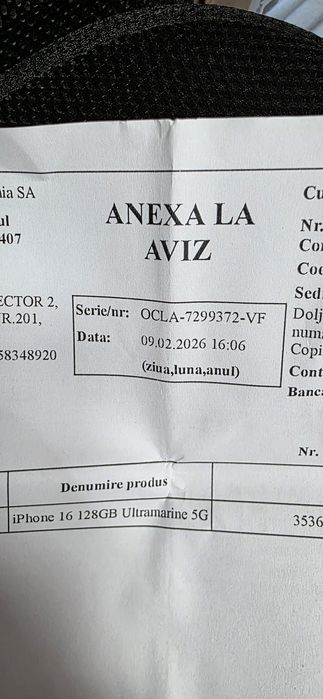 nia SA
ul
407
ECTOR 2,
R.201,
58348920
ANEXA LA
AVIZ
Serie/nr: OCLA-7299372-VF
Data: 09.02.2026 16:06
(ziua,luna,anul)
Cu
Nr.
Co
Coc
Sed
Dolj
num
Copi
Cont
Banc
Nr.
Denumire produs
iPhone 16 128GB Ultramarine 5G
3536